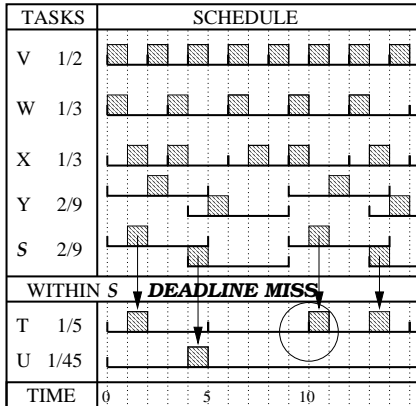 TASKS SCHEDULE
V 1/2
W 1/3
X 1/3
Y 2/9
S 2/9
WITHIN S DEADLINE MISS
T 1/5
U 1/45
TIME 0 5 10